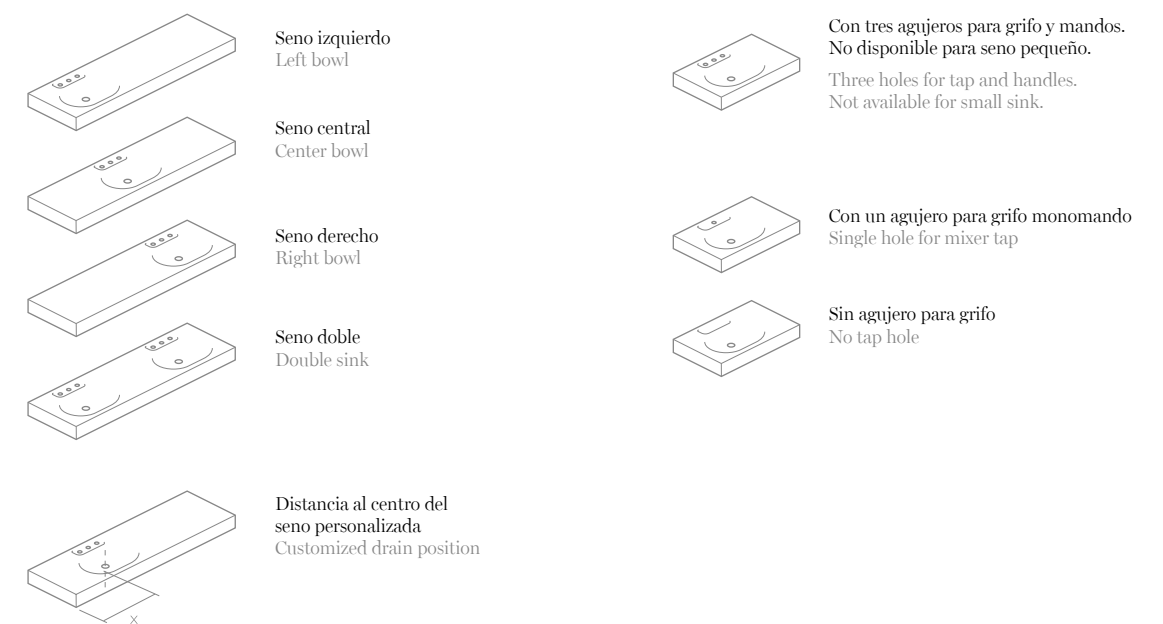 Seno izquierdo
Left bowl
Seno central
Center bowl
Seno derecho
Right bowl
Seno doble
Double sink
Distancia al centro del
seno personalizada
Customized drain position
X
Con tres agujeros para grifo y mandos.
No disponible para seno pequeño.
Three holes for tap and handles.
Not available for small sink.
Con un agujero para grifo monomando
Single hole for mixer tap
Sin agujero para grifo
No tap hole